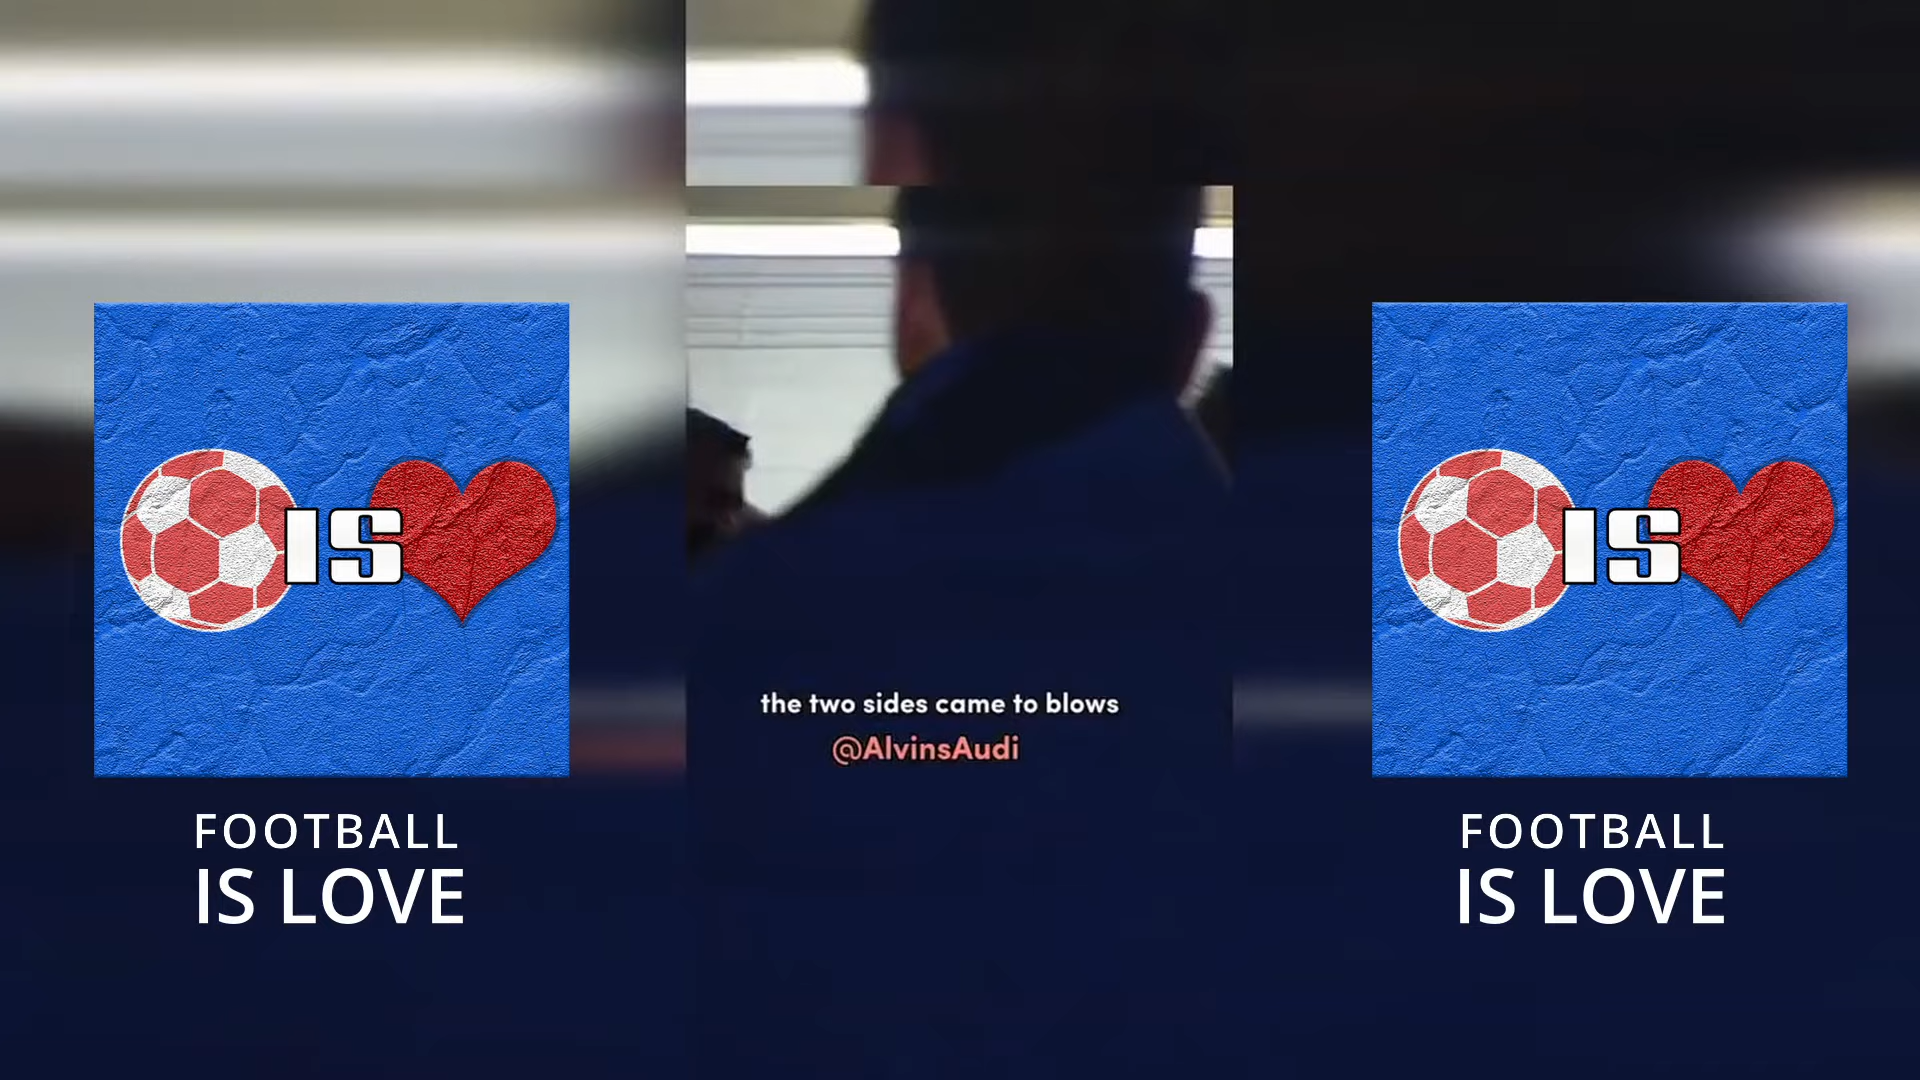 IS
FOOTBALL
IS LOVE
the two sides came to blows
@AlvinsAudi
IS
FOOTBALL
IS LOVE